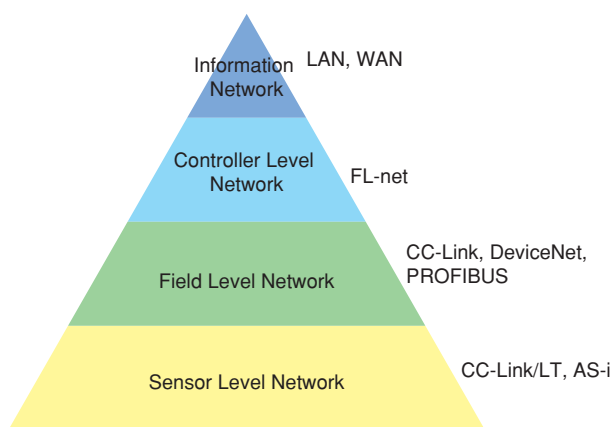 Information
Network
LAN, WAN
Controller Level
Network
FL-net
Field Level Network
CC-Link, DeviceNet,
PROFIBUS
Sensor Level Network
CC-Link/LT, AS-i